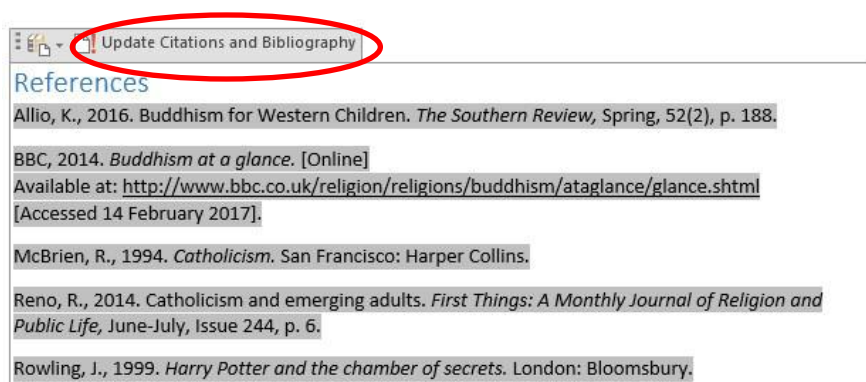 Update Citations and Bibliography
References
Allio, K., 2016. Buddhism for Western Children. The Southern Review, Spring, 52(2), p. 188.
BBC, 2014. Buddhism at a glance. [Online]
Available at: http://www.bbc.co.uk/religion/religions/buddhism/ataglance/glance.shtml
[Accessed 14 February 2017].
McBrien, R., 1994. Catholicism. San Francisco: Harper Collins.
Reno, R., 2014. Catholicism and emerging adults. First Things: A Monthly Journal of Religion and
Public Life, June-July, Issue 244, p. 6.
Rowling, J., 1999. Harry Potter and the chamber of secrets. London: Bloomsbury.